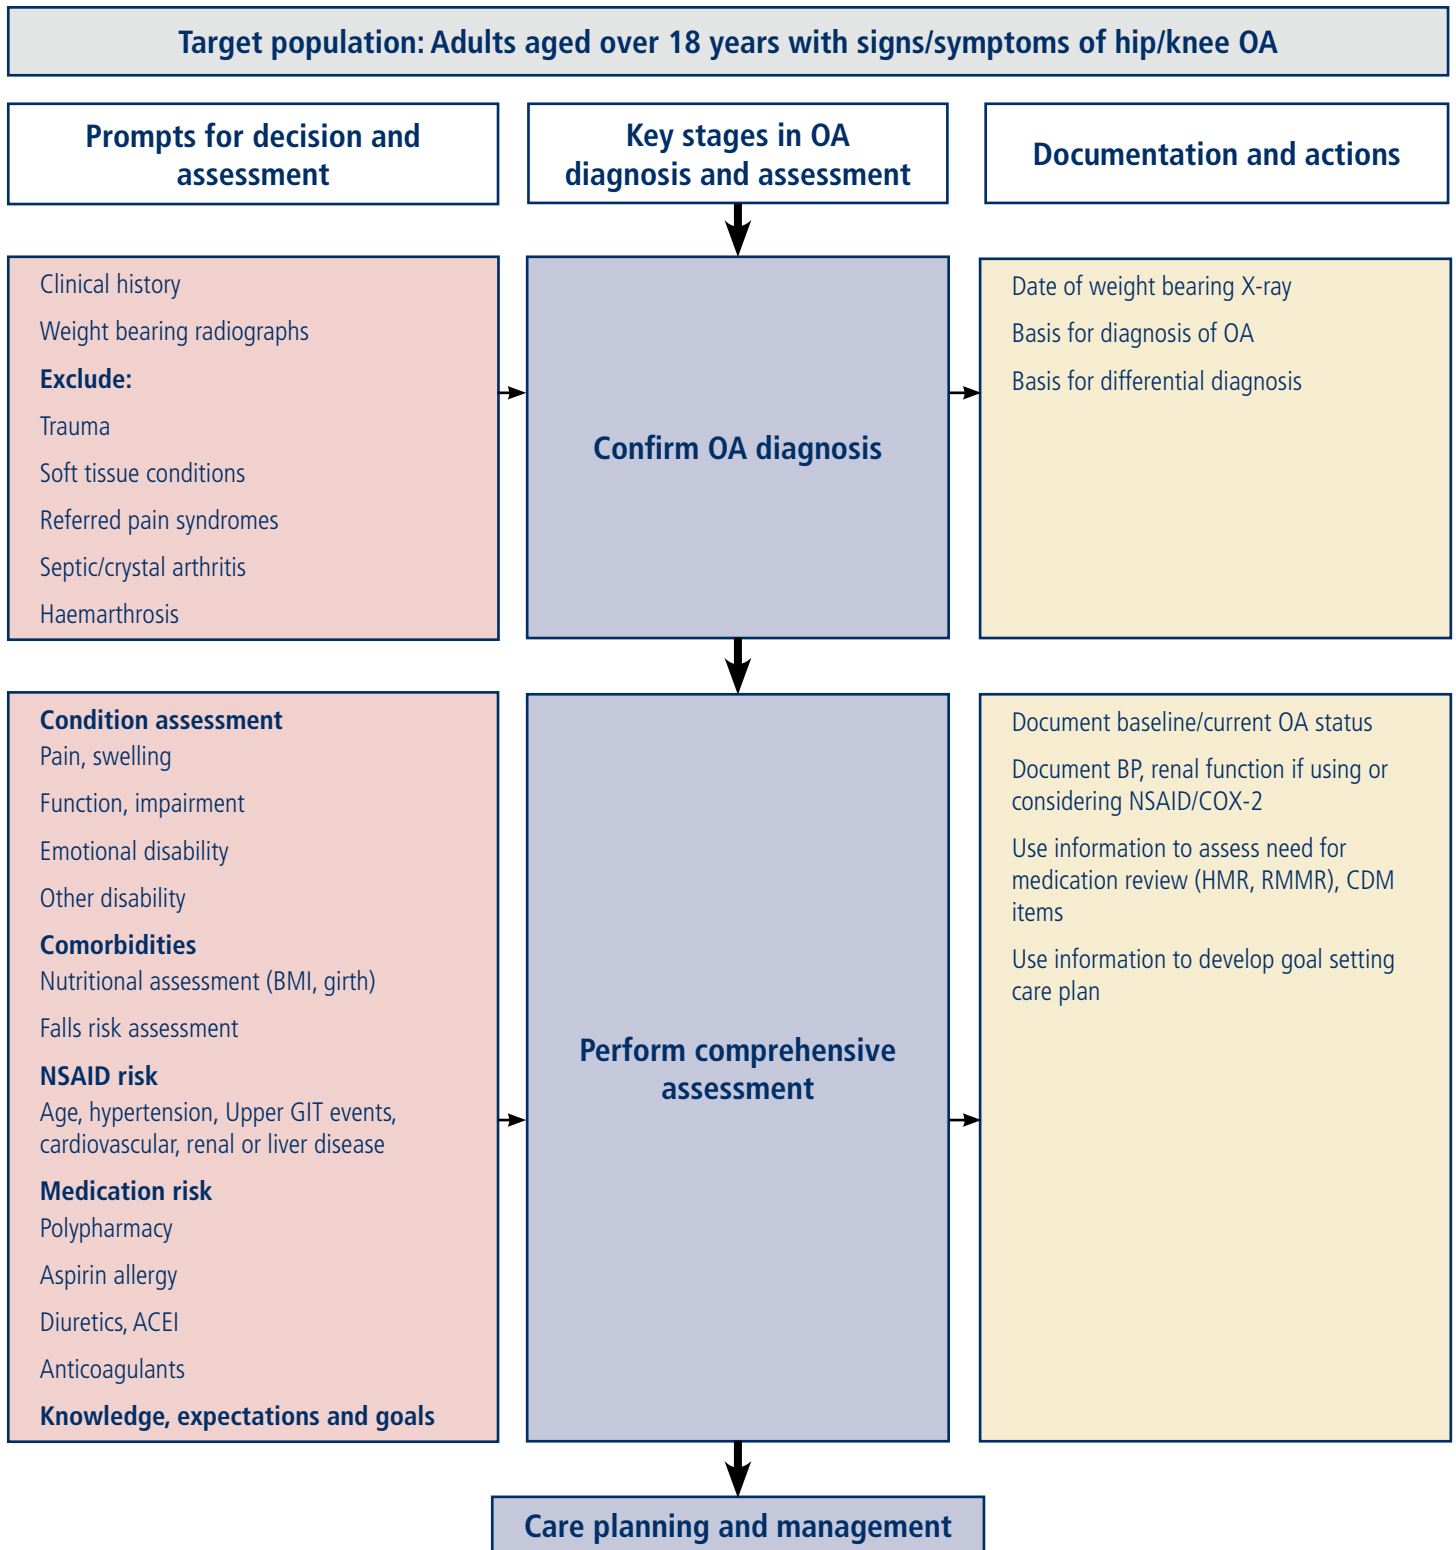 Target population: Adults aged over 18 years with signs/symptoms of hip/knee OA
Prompts for decision and
assessment
Key stages in OA
diagnosis and assessment
Documentation and actions
Clinical history
Weight bearing radiographs
Exclude:
Trauma
Soft tissue conditions
Referred pain syndromes
Septic/crystal arthritis
Haemarthrosis
Confirm OA diagnosis
Date of weight bearing X-ray
Basis for diagnosis of OA
Basis for differential diagnosis
Condition assessment
Pain, swelling
Function, impairment
Emotional disability
Other disability
Comorbidities
Nutritional assessment (BMI, girth)
Falls risk assessment
NSAID risk
Age, hypertension, Upper GIT events,
cardiovascular, renal or liver disease
Medication risk
Polypharmacy
Aspirin allergy
Diuretics, ACEI
Anticoagulants
Knowledge, expectations and goals
Perform comprehensive
assessment
Document baseline/current OA status
Document BP, renal function if using or
considering NSAID/COX-2
Use information to assess need for
medication review (HMR, RMMR), CDM
items
Use information to develop goal setting
care plan
Care planning and management